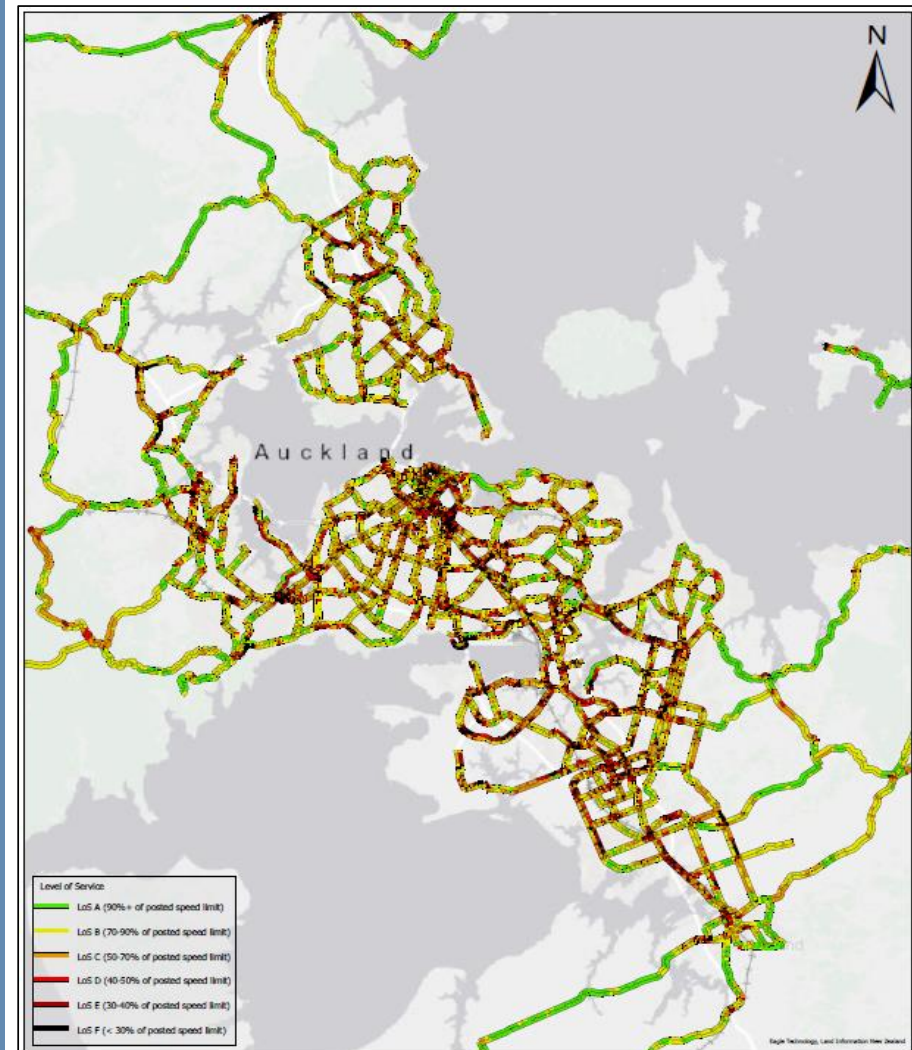 N
Auckland
Level of Service
LoS A (90%+ of posted speed limit)
LoS B (70-90% of posted speed limit)
LoS C (50-70% of posted speed limit)
LoS D (40-50% of posted speed limit)
LoS E (30-40% of posted speed limit)
LoS F (< 30% of posted speed limit)
Eagle Technology, Land Information New Zealand